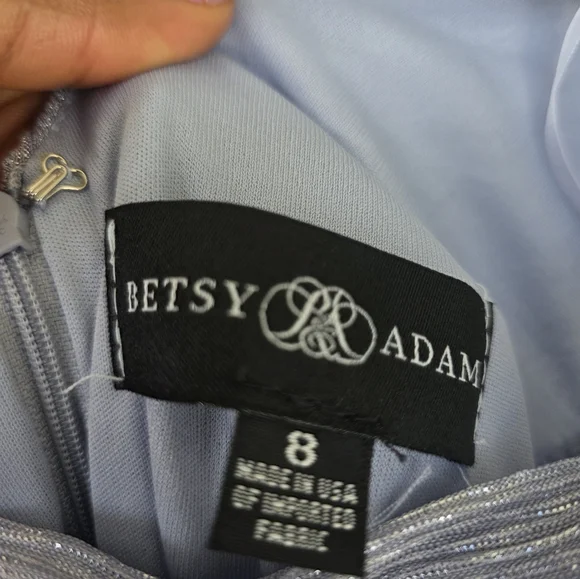 BETSY ADAM
8
MADE IN USA
OF IMPORTED
FABRIC